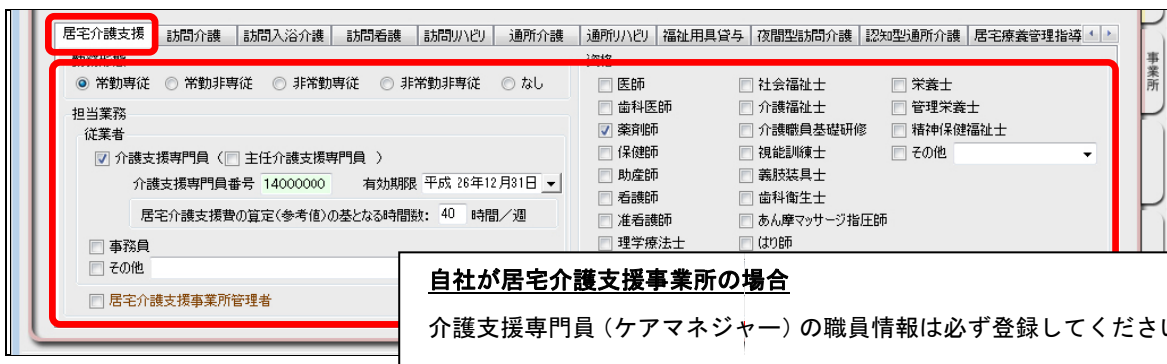 居宅介護支援 訪問介護 訪問入浴介護 訪問看護 訪問リハビリ 通所介護 通所リハビリ 福祉用具貸与 夜間型訪問介護 認知型通所介護 居宅療養管理指導
事業所
勤務形態
常勤専従 常勤非専従 非常勤専従 非常勤非専従 なし
担当業務
従業者
介護支援専門員 ( 主任介護支援専門員 )
介護支援専門員番号 14000000 有効期限 平成 26年12月31日
居宅介護支援費の算定(参考値)の基となる時間数: 40 時間/週
事務員
その他
居宅介護支援事業所管理者
資格
医師 社会福祉士 栄養士
歯科医師 介護福祉士 管理栄養士
薬剤師 介護職員基礎研修 精神保健福祉士
保健師 視能訓練士 その他
助産師 義肢装具士
看護師 歯科衛生士
准看護師 あん摩マッサージ指圧師
理学療法士 はり師
自社が居宅介護支援事業所の場合
介護支援専門員(ケアマネジャー)の職員情報は必ず登録してくださ